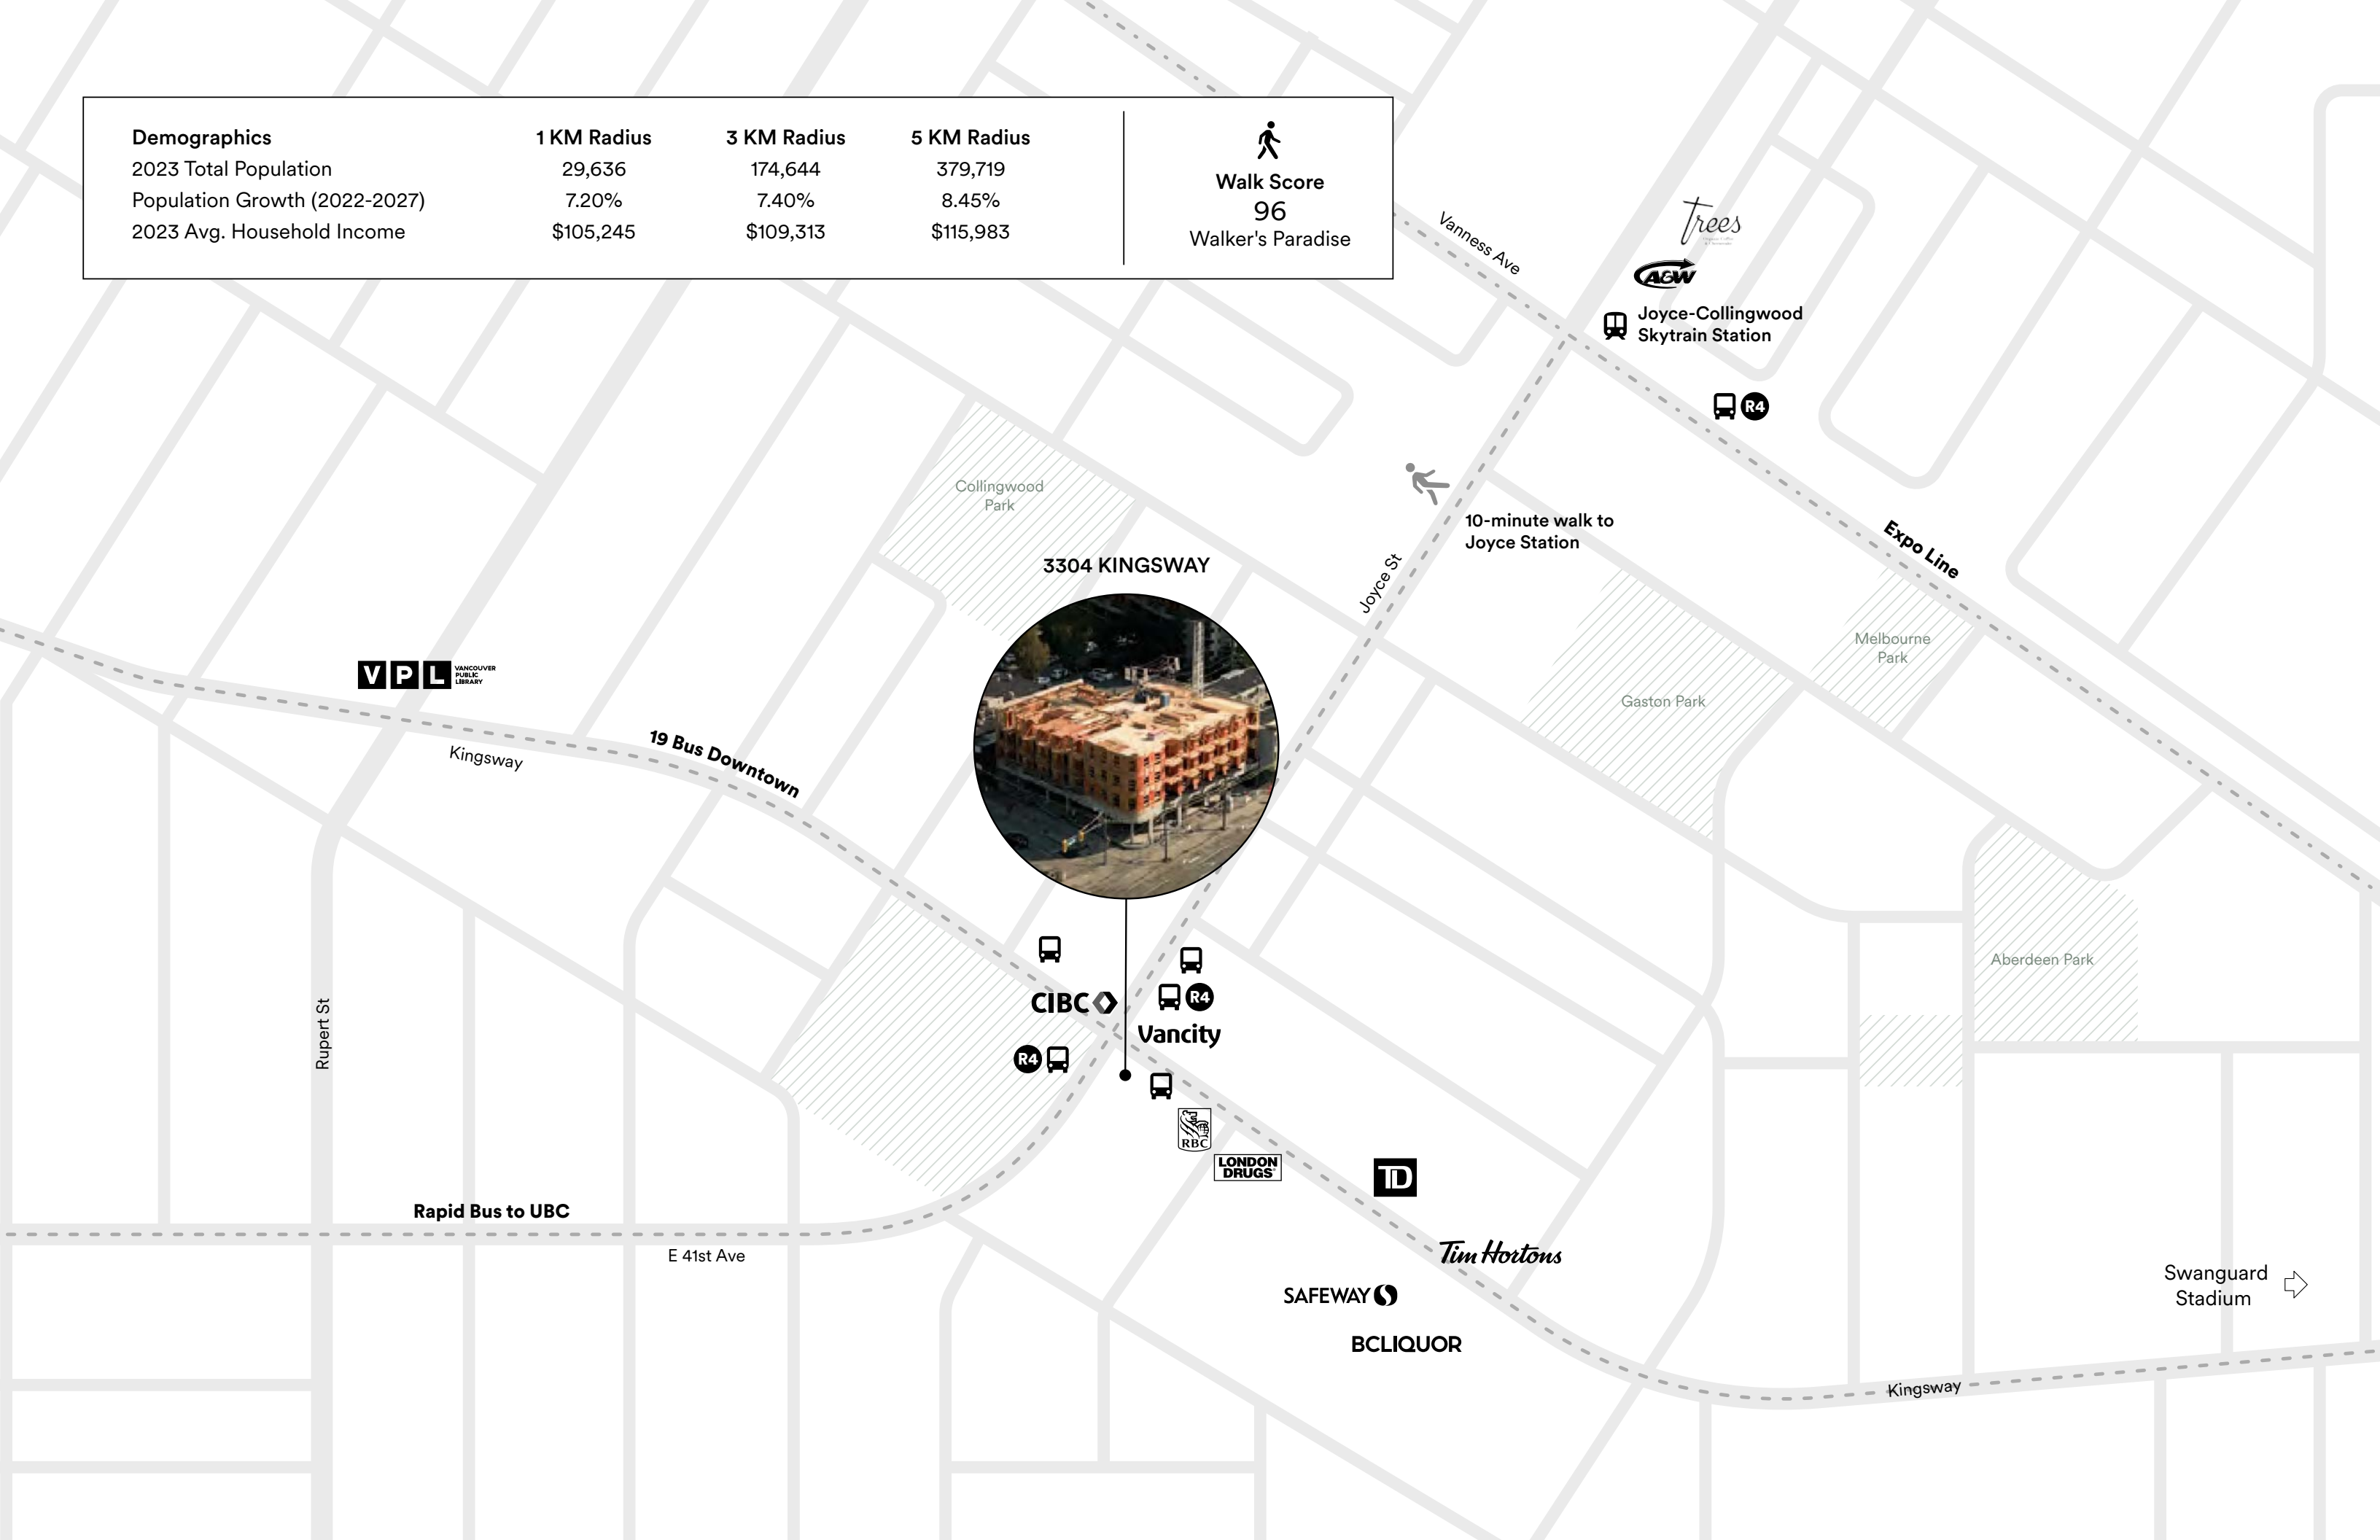 Demographics 1 KM Radius 3 KM Radius 5 KM Radius
2023 Total Population 29,636 174,644 379,719
Population Growth (2022-2027) 7.20% 7.40% 8.45%
2023 Avg. Household Income $105,245 $109,313 $115,983
Walk Score
96
Walker's Paradise
Vanness Ave
Trees
A&W
Joyce-Collingwood
Skytrain Station
R4
Collingwood
Park
10-minute walk to
Joyce Station
Expo Line
3304 KINGSWAY
Joyce St
Melbourne
Park
Gaston Park
VPL
VANCOUVER
PUBLIC
LIBRARY
19 Bus Downtown
Kingsway
Aberdeen Park
CIBC
R4
Vancity
R4
Rupert St
RBC
LONDON
DRUGS
TD
Rapid Bus to UBC
E 41st Ave
Tim Hortons
SAFEWAY
BCLIQUOR
Swanguard
Stadium
Kingsway